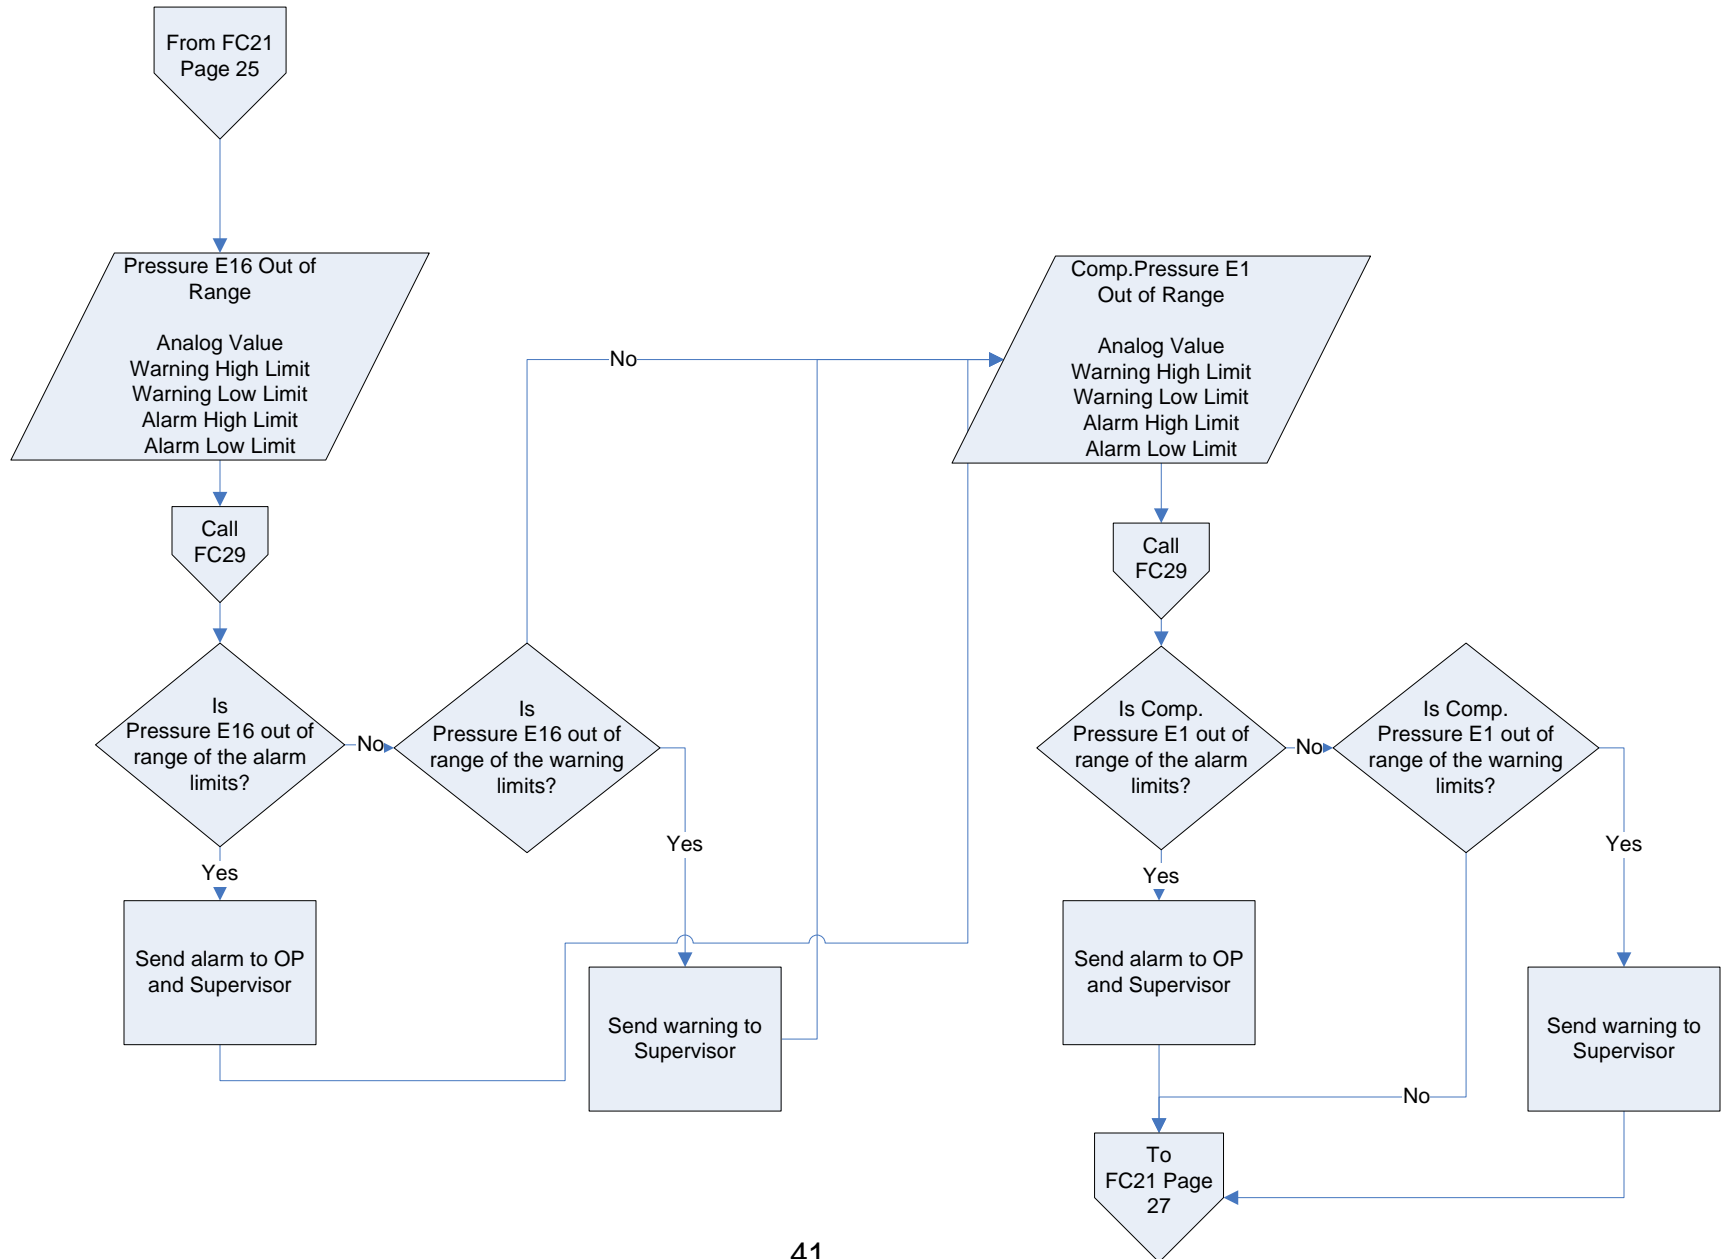 From FC21
Page 25
Pressure E16 Out of
Range
Analog Value
Warning High Limit
Warning Low Limit
Alarm High Limit
Alarm Low Limit
Call
FC29
Is
Pressure E16 out of
range of the alarm
limits?
No
Is
Pressure E16 out of
range of the warning
limits?
No
Yes
Yes
Send alarm to OP
and Supervisor
Send warning to
Supervisor
Comp.Pressure E1
Out of Range
Analog Value
Warning High Limit
Warning Low Limit
Alarm High Limit
Alarm Low Limit
Call
FC29
Is Comp.
Pressure E1 out of
range of the alarm
limits?
No
Is Comp.
Pressure E1 out of
range of the warning
limits?
Yes
Yes
Send alarm to OP
and Supervisor
Send warning to
Supervisor
No
To
FC21 Page
27
41